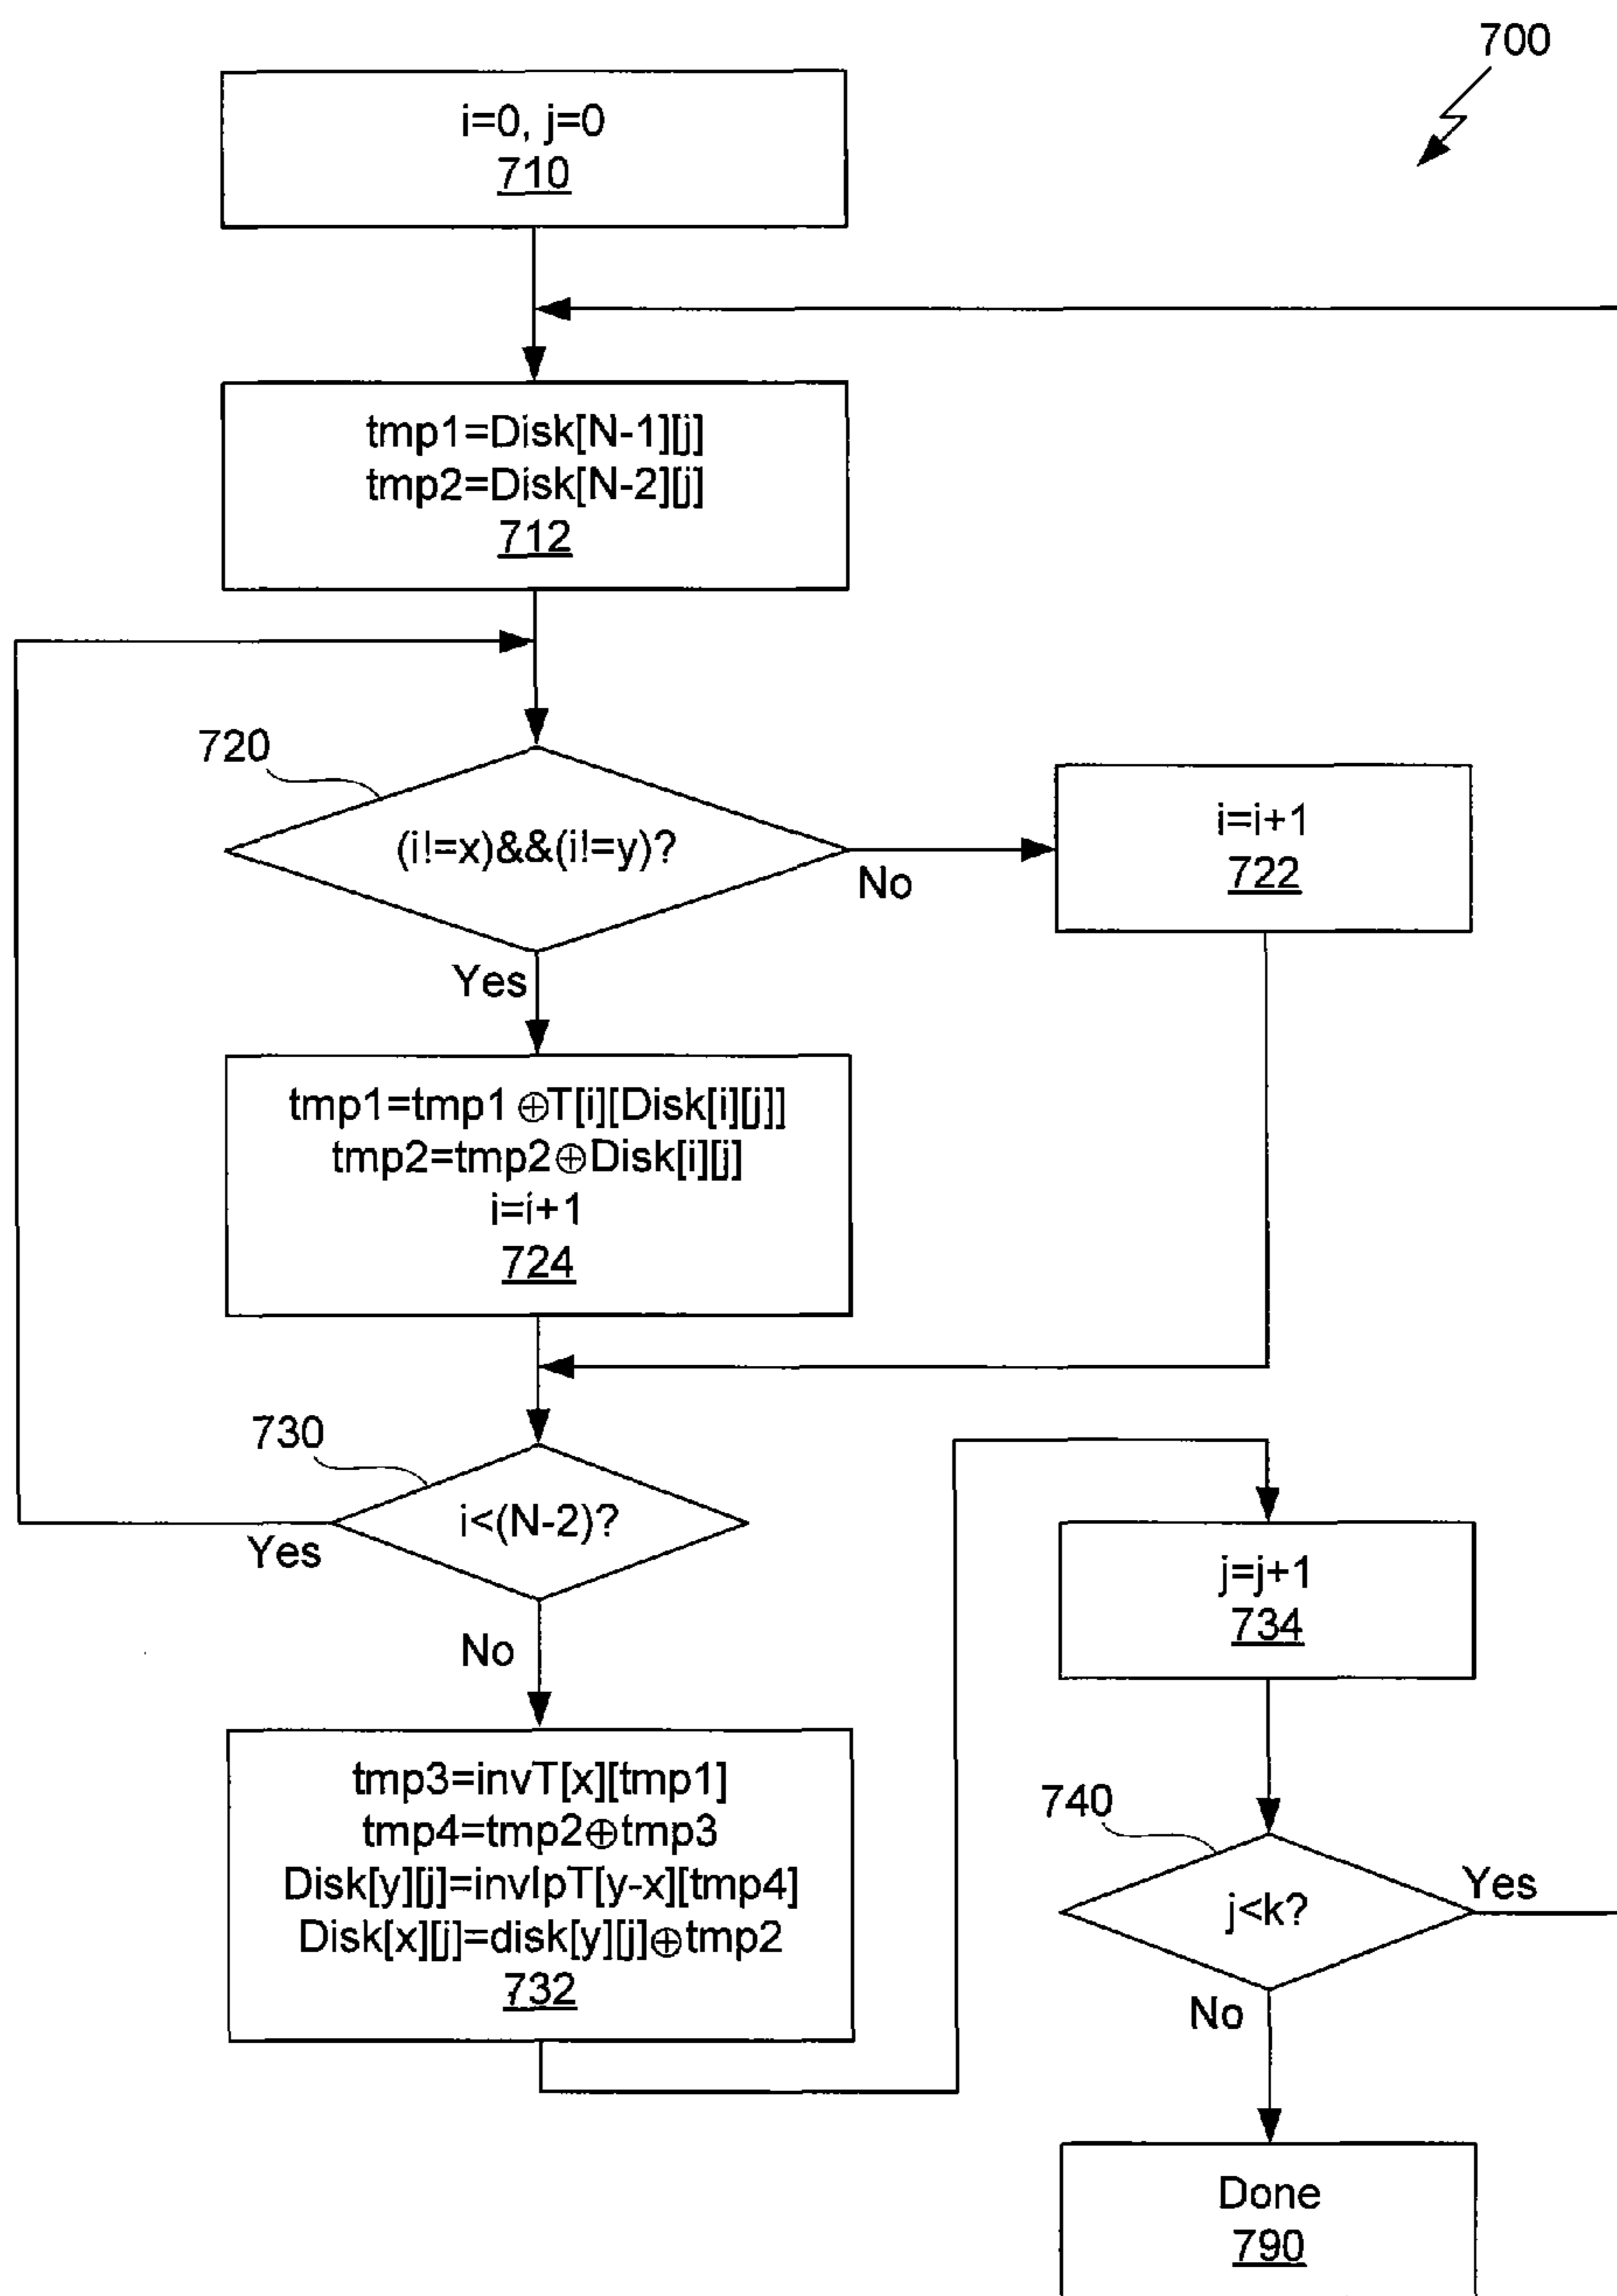 700
i=0, j=0
710
tmp1=Disk[N-1][j]
tmp2=Disk[N-2][j]
712
720
(i!=x)&&(i!=y)?
No
i=i+1
722
Yes
tmp1=tmp1⊕T[i][Disk[i][j]]
tmp2=tmp2⊕Disk[i][j]
i=i+1
724
730
i<(N-2)?
Yes
No
j=j+1
734
tmp3=invT[x][tmp1]
tmp4=tmp2⊕tmp3
Disk[y][j]=invIpT[y-x][tmp4]
Disk[x][j]=disk[y][j]⊕tmp2
732
740
j<k?
Yes
No
Done
790